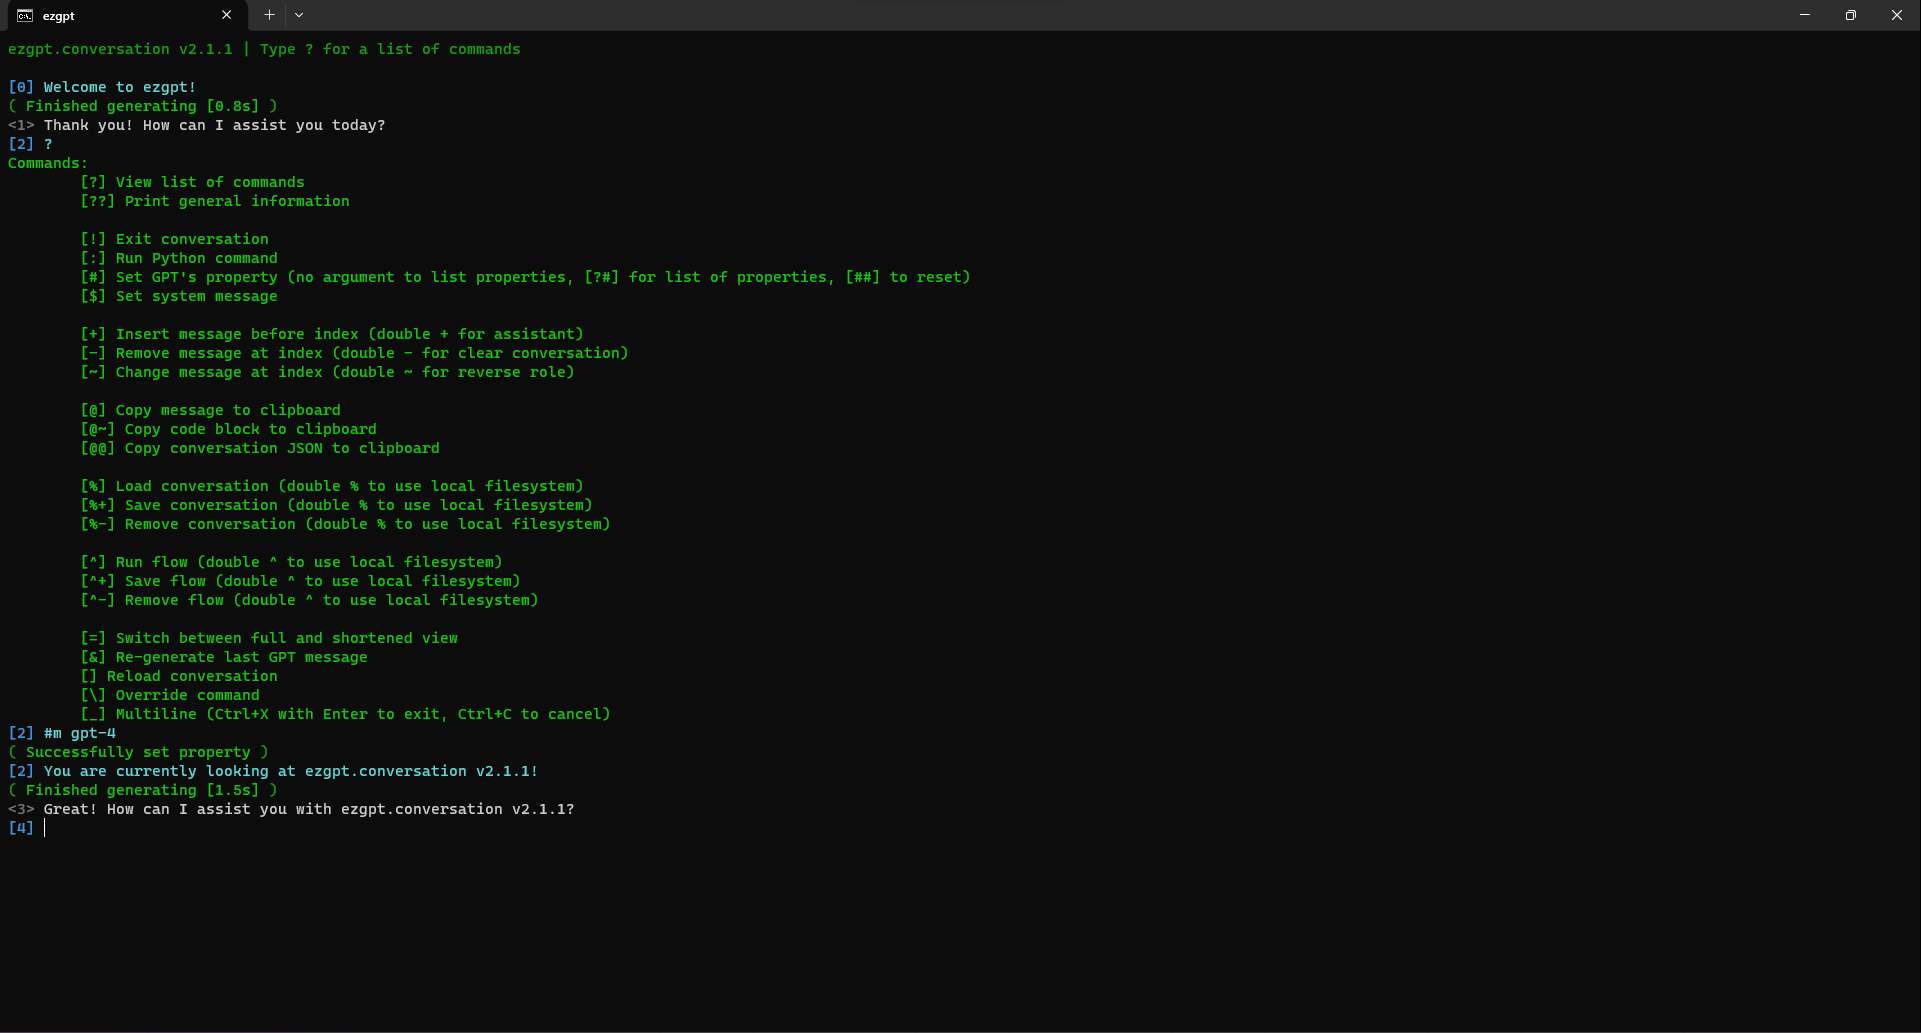 ezgpt
ezgpt.conversation v2.1.1 | Type ? for a list of commands
[0] Welcome to ezgpt!
( Finished generating [0.8s] )
<1> Thank you! How can I assist you today?
[2] ?
Commands:
[?] View list of commands
[??] Print general information
[!] Exit conversation
[:] Run Python command
[#] Set GPT's property (no argument to list properties, [?#] for list of properties, [##] to reset)
[$] Set system message
[+] Insert message before index (double + for assistant)
[-] Remove message at index (double - for clear conversation)
[~] Change message at index (double ~ for reverse role)
[@] Copy message to clipboard
[@~] Copy code block to clipboard
[@@] Copy conversation JSON to clipboard
[%] Load conversation (double % to use local filesystem)
[%+] Save conversation (double % to use local filesystem)
[%-] Remove conversation (double % to use local filesystem)
[^] Run flow (double ^ to use local filesystem)
[^+] Save flow (double ^ to use local filesystem)
[^-] Remove flow (double ^ to use local filesystem)
[=] Switch between full and shortened view
[&] Re-generate last GPT message
[] Reload conversation
[\] Override command
[_] Multiline (Ctrl+X with Enter to exit, Ctrl+C to cancel)
[2] #m gpt-4
( Successfully set property )
[2] You are currently looking at ezgpt.conversation v2.1.1!
( Finished generating [1.5s] )
<3> Great! How can I assist you with ezgpt.conversation v2.1.1?
[4]